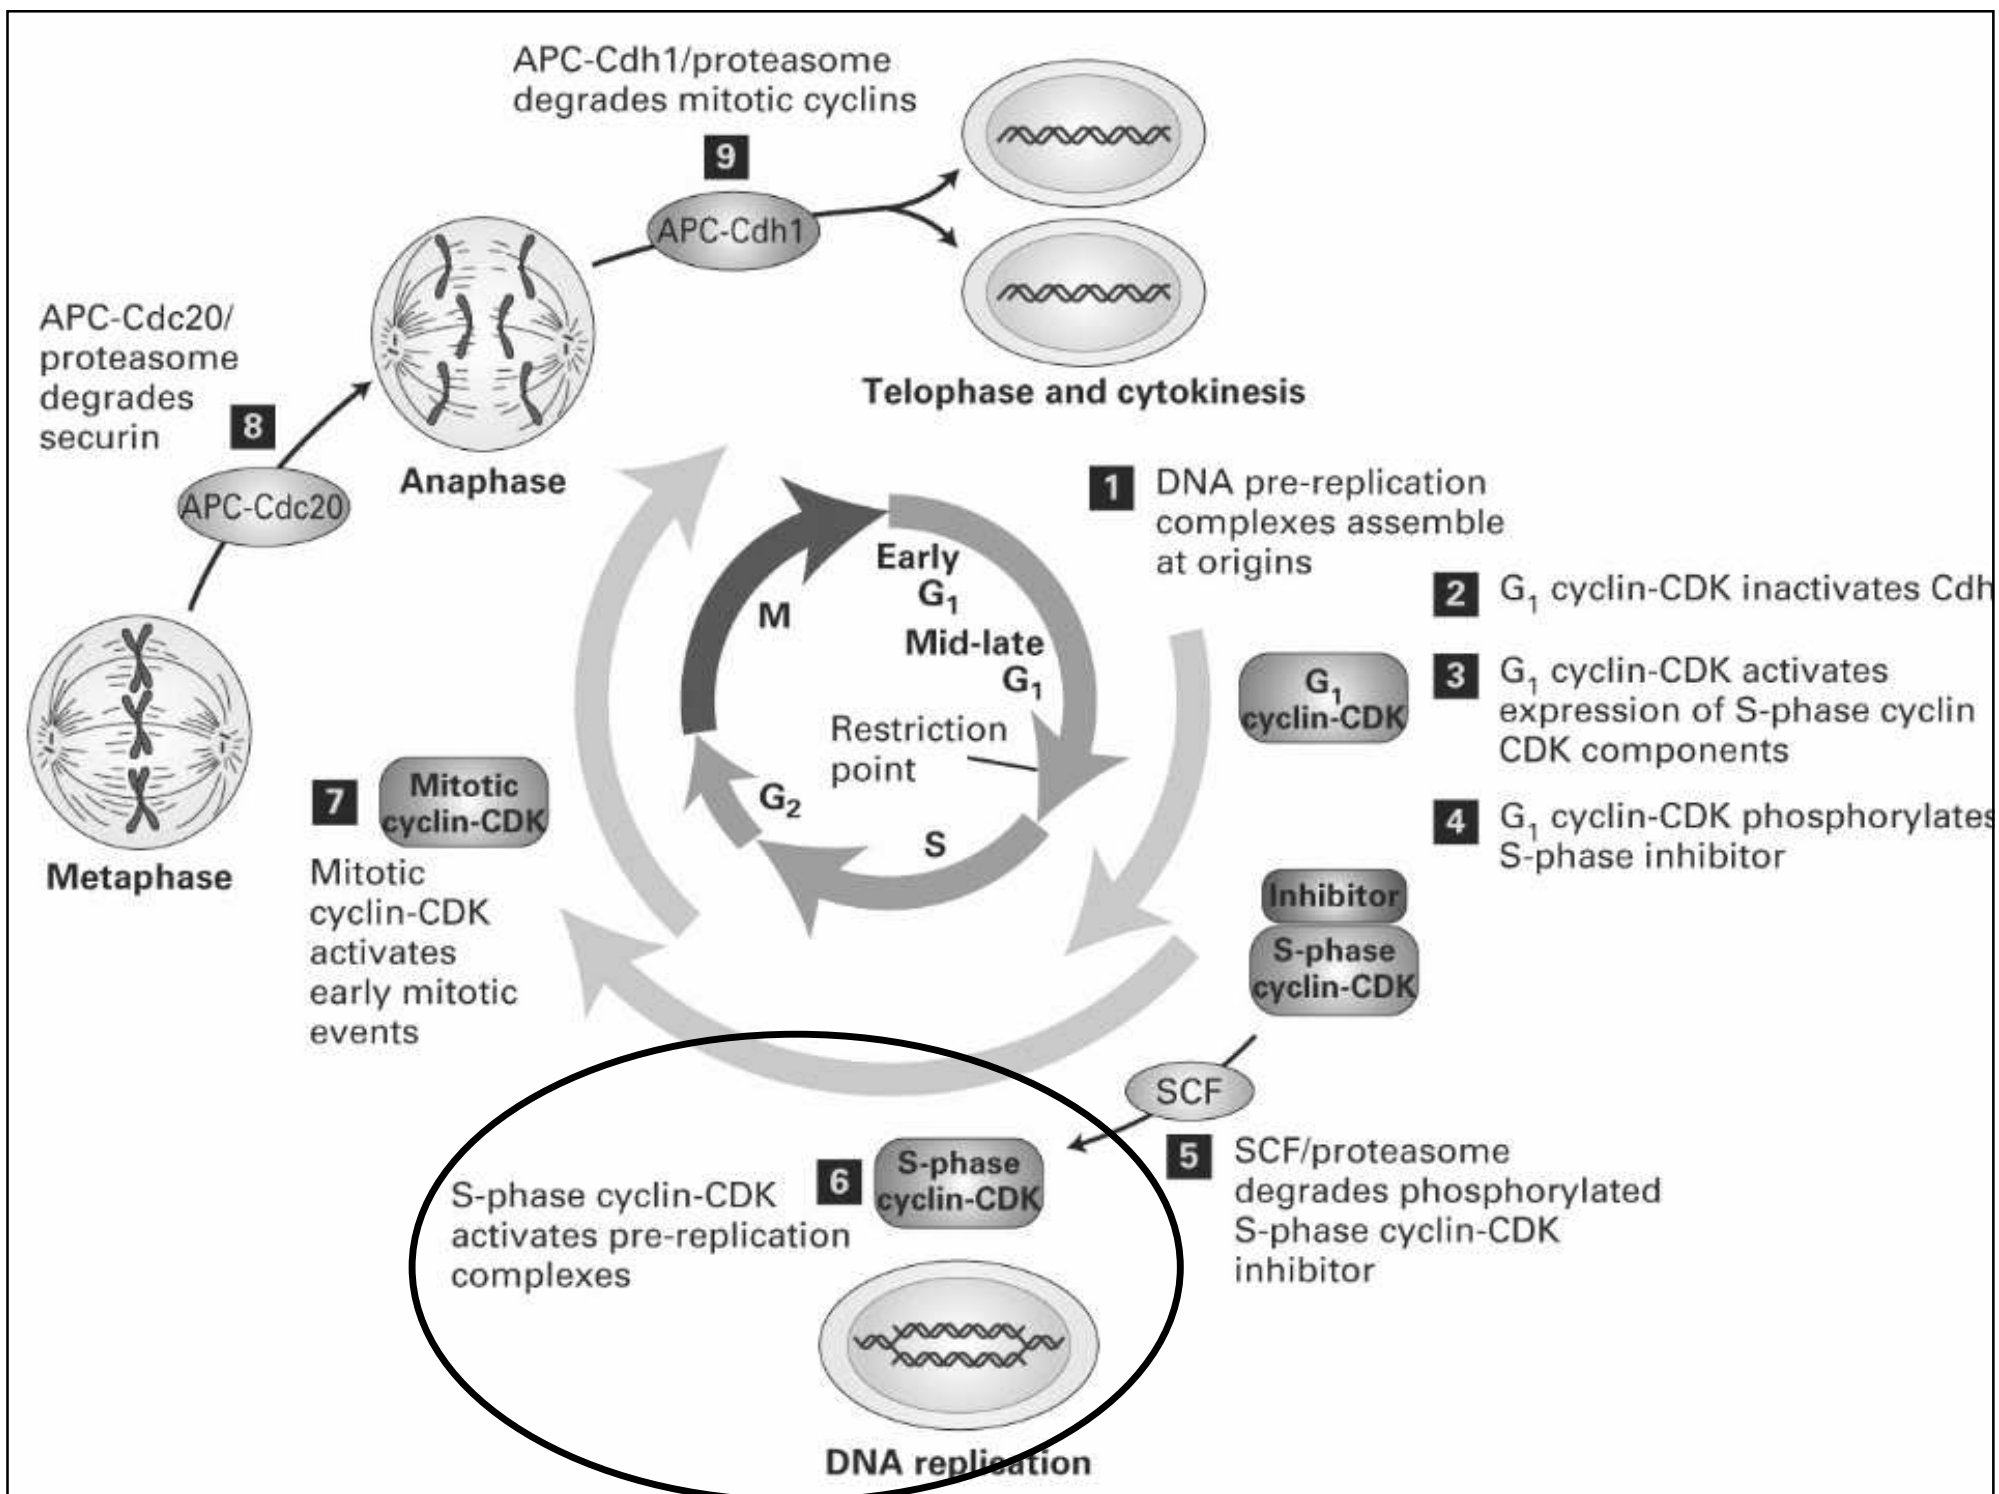 APC-Cdh1/proteasome
degrades mitotic cyclins
9
APC-Cdh1
APC-Cdc20/
proteasome
degrades
securin
8
APC-Cdc20
Anaphase
Telophase and cytokinesis
Metaphase
1
DNA pre-replication
complexes assemble
at origins
2
G₁ cyclin-CDK inactivates Cdh
G₁
cyclin-CDK
3
G₁ cyclin-CDK activates
expression of S-phase cyclin
CDK components
4
G₁ cyclin-CDK phosphorylates
S-phase inhibitor
Early
G₁
Mid-late
G₁
Restriction
point
M
G₂
S
7
Mitotic
cyclin-CDK
Mitotic
cyclin-CDK
activates
early mitotic
events
Inhibitor
S-phase
cyclin-CDK
SCF
5
SCF/proteasome
degrades phosphorylated
S-phase cyclin-CDK
inhibitor
6
S-phase
cyclin-CDK
S-phase cyclin-CDK
activates pre-replication
complexes
DNA replication